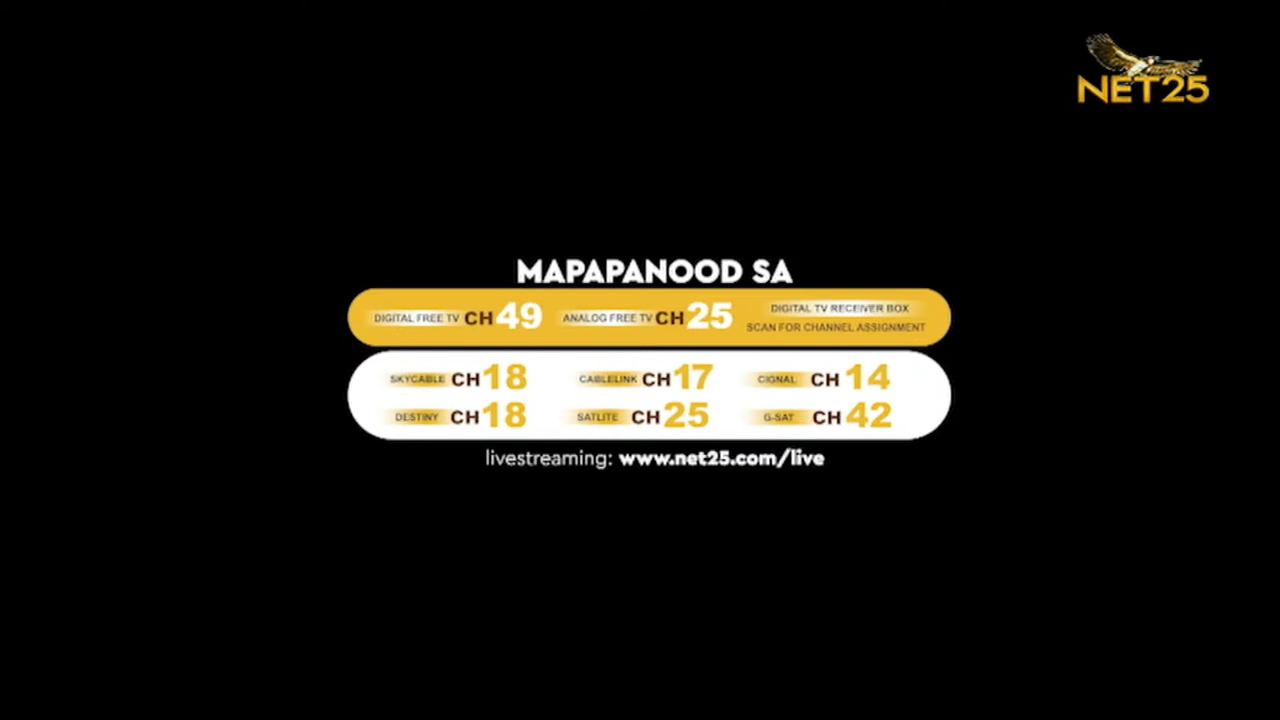 NET25
MAPAPANOOD SA
DIGITAL FREE TV CH 49 ANALOG FREE TV CH 25 DIGITAL TV RECEIVER BOX
SCAN FOR CHANNEL ASSIGNMENT
SKYCABLE CH 18 CABLELINK CH 17 CIGNAL CH 14
DESTINY CH 18 SATLITE CH 25 G-SAT CH 42
livestreaming: www.net25.com/live